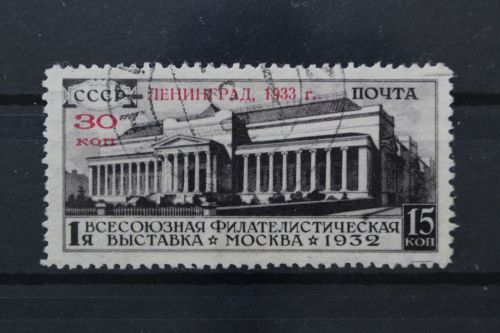 СССР ЛЕНИНГРАД, 1933 г. ПОЧТА
30
коп
1Я ВСЕСОЮЗНАЯ ФИЛАТЕЛИСТИЧЕСКАЯ
ВЫСТАВКА ★ МОСКВА ★ 1932
15
КОП